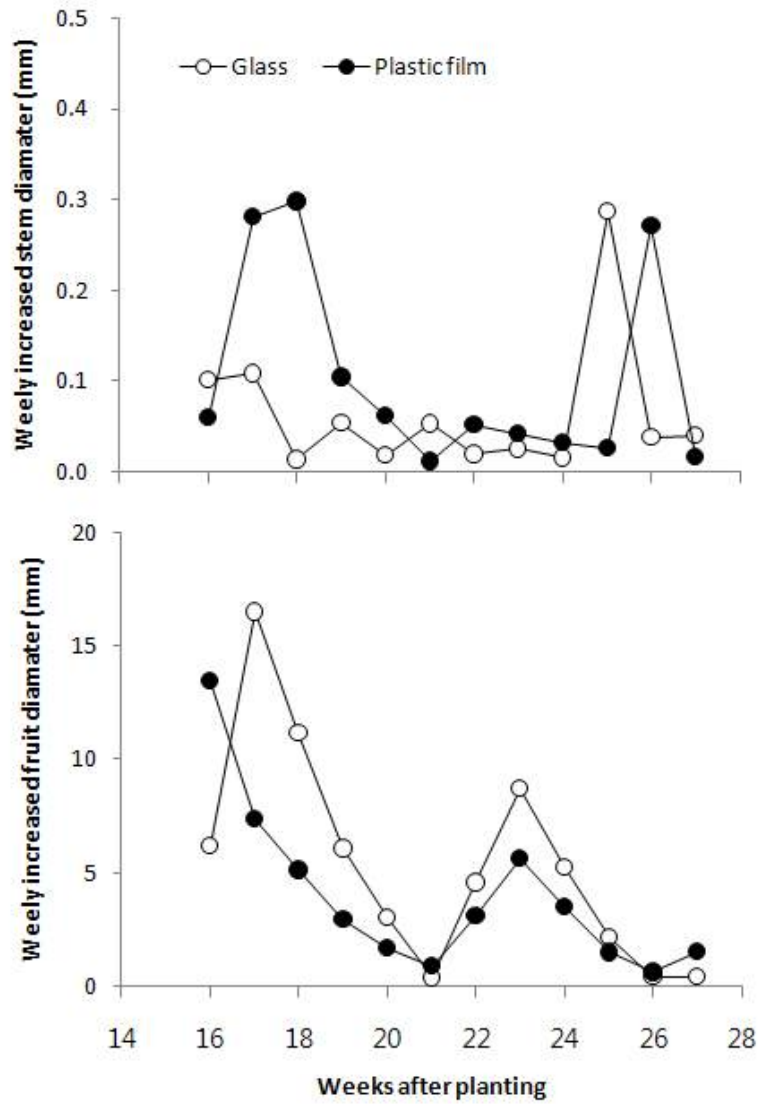 Weely increased stem diamater (mm)
0.5
0.4
0.3
0.2
0.1
0.0
Glass Plastic film
Weely increased fruit diamater (mm)
20
15
10
5
0
14 16 18 20 22 24 26 28
Weeks after planting